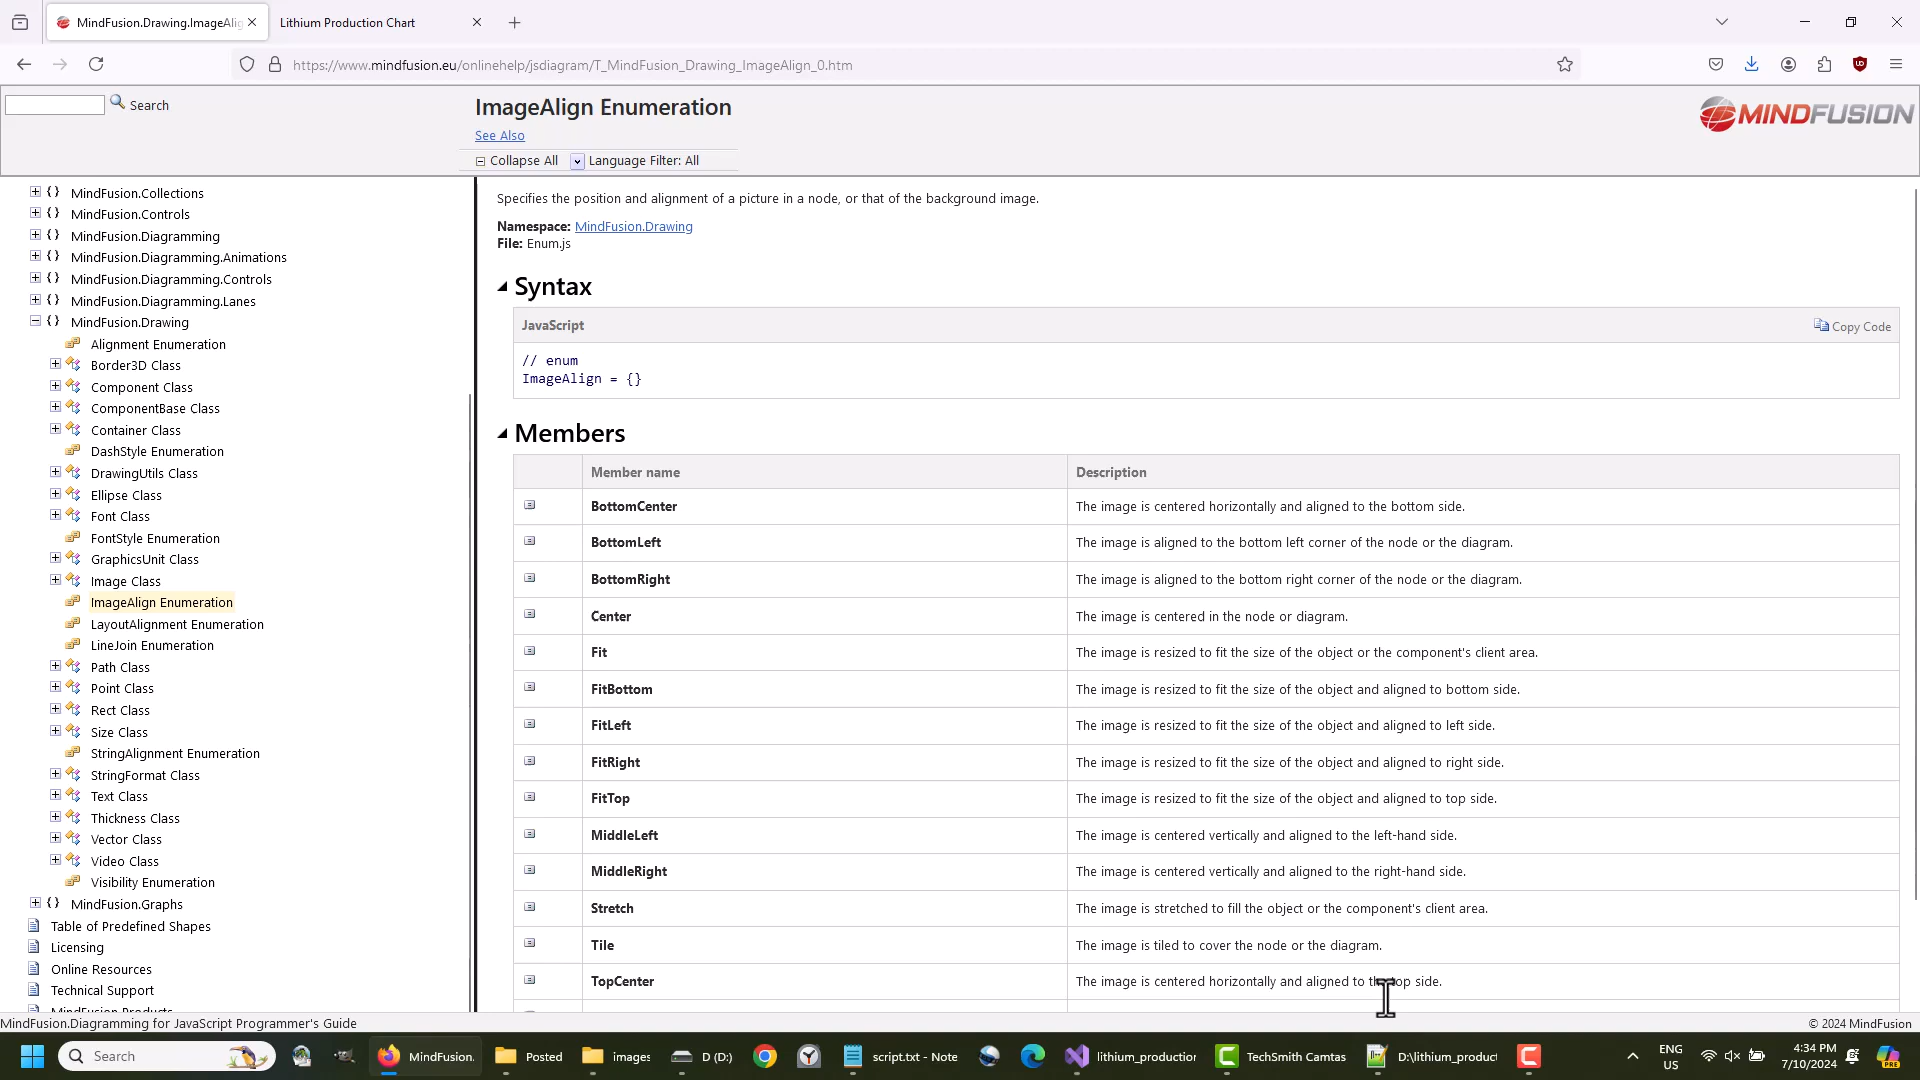 MindFusion.Drawing.ImageAlig
Lithium Production Chart
https://www.mindfusion.eu/onlinehelp/jsdiagram/T_MindFusion_Drawing_ImageAlign_0.htm
Search
ImageAlign Enumeration
See Also
Collapse All
Language Filter: All
MINDFUSION
MindFusion.Collections
MindFusion.Controls
MindFusion.Diagramming
MindFusion.Diagramming.Animations
MindFusion.Diagramming.Controls
MindFusion.Diagramming.Lanes
MindFusion.Drawing
Alignment Enumeration
Border3D Class
Component Class
ComponentBase Class
Container Class
DashStyle Enumeration
DrawingUtils Class
Ellipse Class
Font Class
FontStyle Enumeration
GraphicsUnit Class
Image Class
ImageAlign Enumeration
LayoutAlignment Enumeration
LineJoin Enumeration
Path Class
Point Class
Rect Class
Size Class
StringAlignment Enumeration
StringFormat Class
Text Class
Thickness Class
Vector Class
Video Class
Visibility Enumeration
MindFusion.Graphs
Table of Predefined Shapes
Licensing
Online Resources
Technical Support
MindFusion Products
Specifies the position and alignment of a picture in a node, or that of the background image.
Namespace: MindFusion.Drawing
File: Enum.js
Syntax
JavaScript
Copy Code
// enum
ImageAlign = {}
Members
Member name Description
BottomCenter The image is centered horizontally and aligned to the bottom side.
BottomLeft The image is aligned to the bottom left corner of the node or the diagram.
BottomRight The image is aligned to the bottom right corner of the node or the diagram.
Center The image is centered in the node or diagram.
Fit The image is resized to fit the size of the object or the component's client area.
FitBottom The image is resized to fit the size of the object and aligned to bottom side.
FitLeft The image is resized to fit the size of the object and aligned to left side.
FitRight The image is resized to fit the size of the object and aligned to right side.
FitTop The image is resized to fit the size of the object and aligned to top side.
MiddleLeft The image is centered vertically and aligned to the left-hand side.
MiddleRight The image is centered vertically and aligned to the right-hand side.
Stretch The image is stretched to fill the object or the component's client area.
Tile The image is tiled to cover the node or the diagram.
TopCenter The image is centered horizontally and aligned to the top side.
MindFusion.Diagramming for JavaScript Programmer's Guide
© 2024 MindFusion
Search
MindFusion.
Posted
images
D (D:)
script.txt - Note
lithium_production
TechSmith Camtas
D:\lithium_product
ENG
US
4:34 PM
7/10/2024